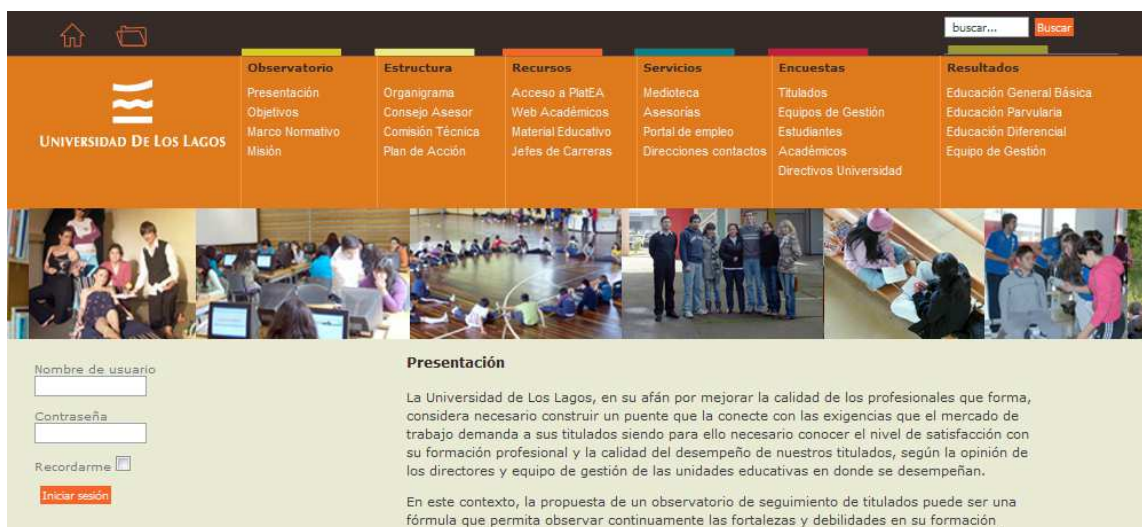 buscar...
Buscar
UNIVERSIDAD DE LOS LAGOS
Observatorio
Presentación
Objetivos
Marco Normativo
Misión
Estructura
Organigrama
Consejo Asesor
Comisión Técnica
Plan de Acción
Recursos
Acceso a PlatEA
Web Académicos
Material Educativo
Jefes de Carreras
Servicios
Medioteca
Asesorías
Portal de empleo
Direcciones contactos
Encuestas
Titulados
Equipos de Gestión
Estudiantes
Académicos
Directivos Universidad
Resultados
Educación General Básica
Educación Parvularia
Educación Diferencial
Equipo de Gestión
Nombre de usuario
Contraseña
Recordarme
Iniciar sesión
Presentación
La Universidad de Los Lagos, en su afán por mejorar la calidad de los profesionales que forma,
considera necesario construir un puente que la conecte con las exigencias que el mercado de
trabajo demanda a sus titulados siendo para ello necesario conocer el nivel de satisfacción con
su formación profesional y la calidad del desempeño de nuestros titulados, según la opinión de
los directores y equipo de gestión de las unidades educativas en donde se desempeñan.
En este contexto, la propuesta de un observatorio de seguimiento de titulados puede ser una
fórmula que permita observar continuamente las fortalezas y debilidades en su formación